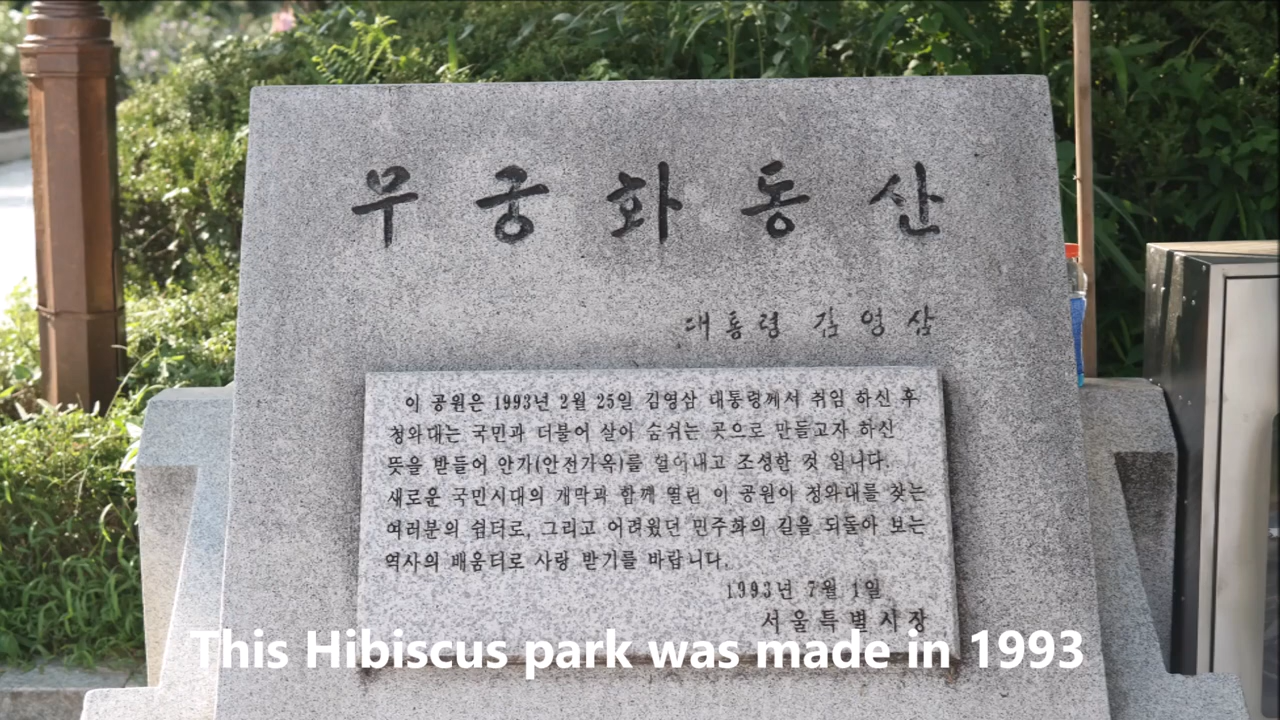 무궁화동산
대통령 김영삼
이 공원은 1993년 2월 25일 김영삼 대통령께서 취임 하신 후
청와대는 국민과 더불어 살아 숨쉬는 곳으로 만들고자 하신
뜻을 받들어 안가(안전가옥)를 헐어내고 조성한 것 입니다.
새로운 국민시대의 개막과 함께 열린 이 공원이 청와대를 찾는
여러분의 쉼터로, 그리고 어려웠던 민주화의 길을 되돌아 보는
역사의 배움터로 사랑 받기를 바랍니다.
1993년 7월 1일
서울특별시장
This Hibiscus park was made in 1993